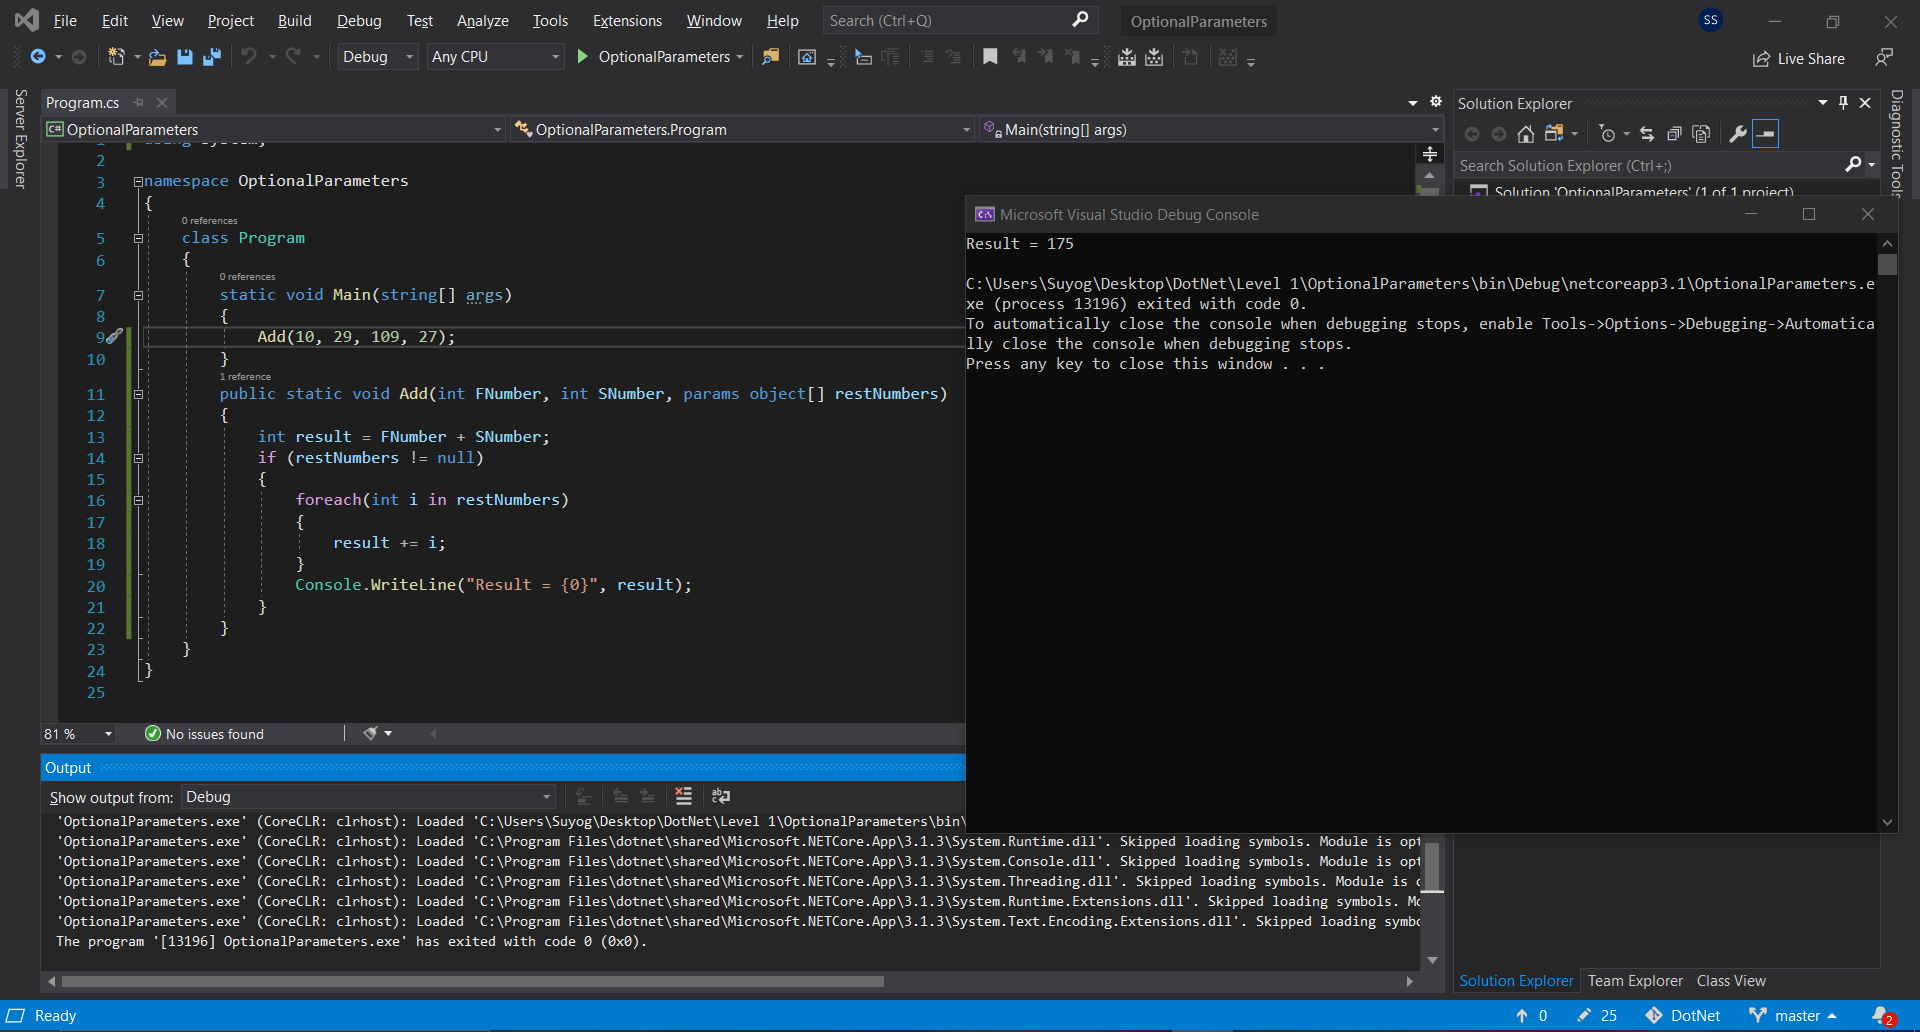 File Edit View Project Build Debug Test Analyze Tools Extensions Window Help Search (Ctrl+Q) OptionalParameters SS
Debug Any CPU OptionalParameters Live Share
Server Explorer
Program.cs
OptionalParameters OptionalParameters.Program Main(string[] args)
2
3 namespace OptionalParameters
4 {
0 references
5 class Program
6 {
0 references
7 static void Main(string[] args)
8 {
9 Add(10, 29, 109, 27);
10 }
1 reference
11 public static void Add(int FNumber, int SNumber, params object[] restNumbers)
12 {
13 int result = FNumber + SNumber;
14 if (restNumbers != null)
15 {
16 foreach(int i in restNumbers)
17 {
18 result += i;
19 }
20 Console.WriteLine("Result = {0}", result);
21 }
22 }
23 }
24 }
25
81 % No issues found
Solution Explorer
Search Solution Explorer (Ctrl+;)
Solution 'OptionalParameters' (1 of 1 project)
Diagnostic Tools
Microsoft Visual Studio Debug Console
Result = 175
C:\Users\Suyog\Desktop\DotNet\Level 1\OptionalParameters\bin\Debug\netcoreapp3.1\OptionalParameters.e
xe (process 13196) exited with code 0.
To automatically close the console when debugging stops, enable Tools->Options->Debugging->Automatica
lly close the console when debugging stops.
Press any key to close this window . . .
Output
Show output from: Debug
'OptionalParameters.exe' (CoreCLR: clrhost): Loaded 'C:\Users\Suyog\Desktop\DotNet\Level 1\OptionalParameters\bin\
'OptionalParameters.exe' (CoreCLR: clrhost): Loaded 'C:\Program Files\dotnet\shared\Microsoft.NETCore.App\3.1.3\System.Runtime.dll'. Skipped loading symbols. Module is opt
'OptionalParameters.exe' (CoreCLR: clrhost): Loaded 'C:\Program Files\dotnet\shared\Microsoft.NETCore.App\3.1.3\System.Console.dll'. Skipped loading symbols. Module is opt
'OptionalParameters.exe' (CoreCLR: clrhost): Loaded 'C:\Program Files\dotnet\shared\Microsoft.NETCore.App\3.1.3\System.Threading.dll'. Skipped loading symbols. Module is
'OptionalParameters.exe' (CoreCLR: clrhost): Loaded 'C:\Program Files\dotnet\shared\Microsoft.NETCore.App\3.1.3\System.Runtime.Extensions.dll'. Skipped loading symbols.
'OptionalParameters.exe' (CoreCLR: clrhost): Loaded 'C:\Program Files\dotnet\shared\Microsoft.NETCore.App\3.1.3\System.Text.Encoding.Extensions.dll'. Skipped loading symbo
The program '[13196] OptionalParameters.exe' has exited with code 0 (0x0).
Solution Explorer Team Explorer Class View
Ready 0 25 DotNet master 2